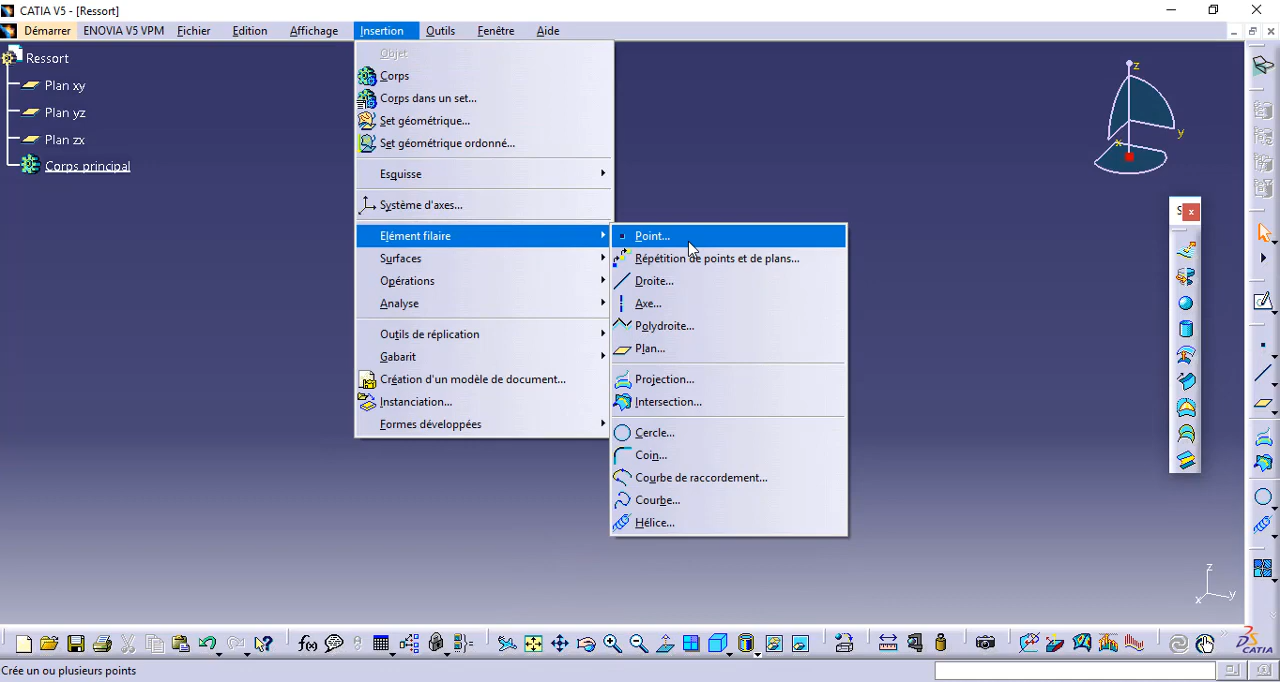 CATIA V5 - [Ressort]
Démarrer ENOVIA V5 VPM Fichier Edition Affichage Insertion Outils Fenêtre Aide
Ressort
Plan xy
Plan yz
Plan zx
Corps principal
Objet
Corps
Corps dans un set...
Set géométrique...
Set géométrique ordonné...
Esquisse
Système d'axes...
Elément filaire
Surfaces
Opérations
Analyse
Outils de réplication
Gabarit
Création d'un modèle de document...
Instanciation...
Formes développées
Point...
Répétition de points et de plans...
Droite...
Axe...
Polydroite...
Plan...
Projection...
Intersection...
Cercle...
Coin...
Courbe de raccordement...
Courbe...
Hélice...
z
y
x
S
z
y
x
f(x)
CATIA
Crée un ou plusieurs points